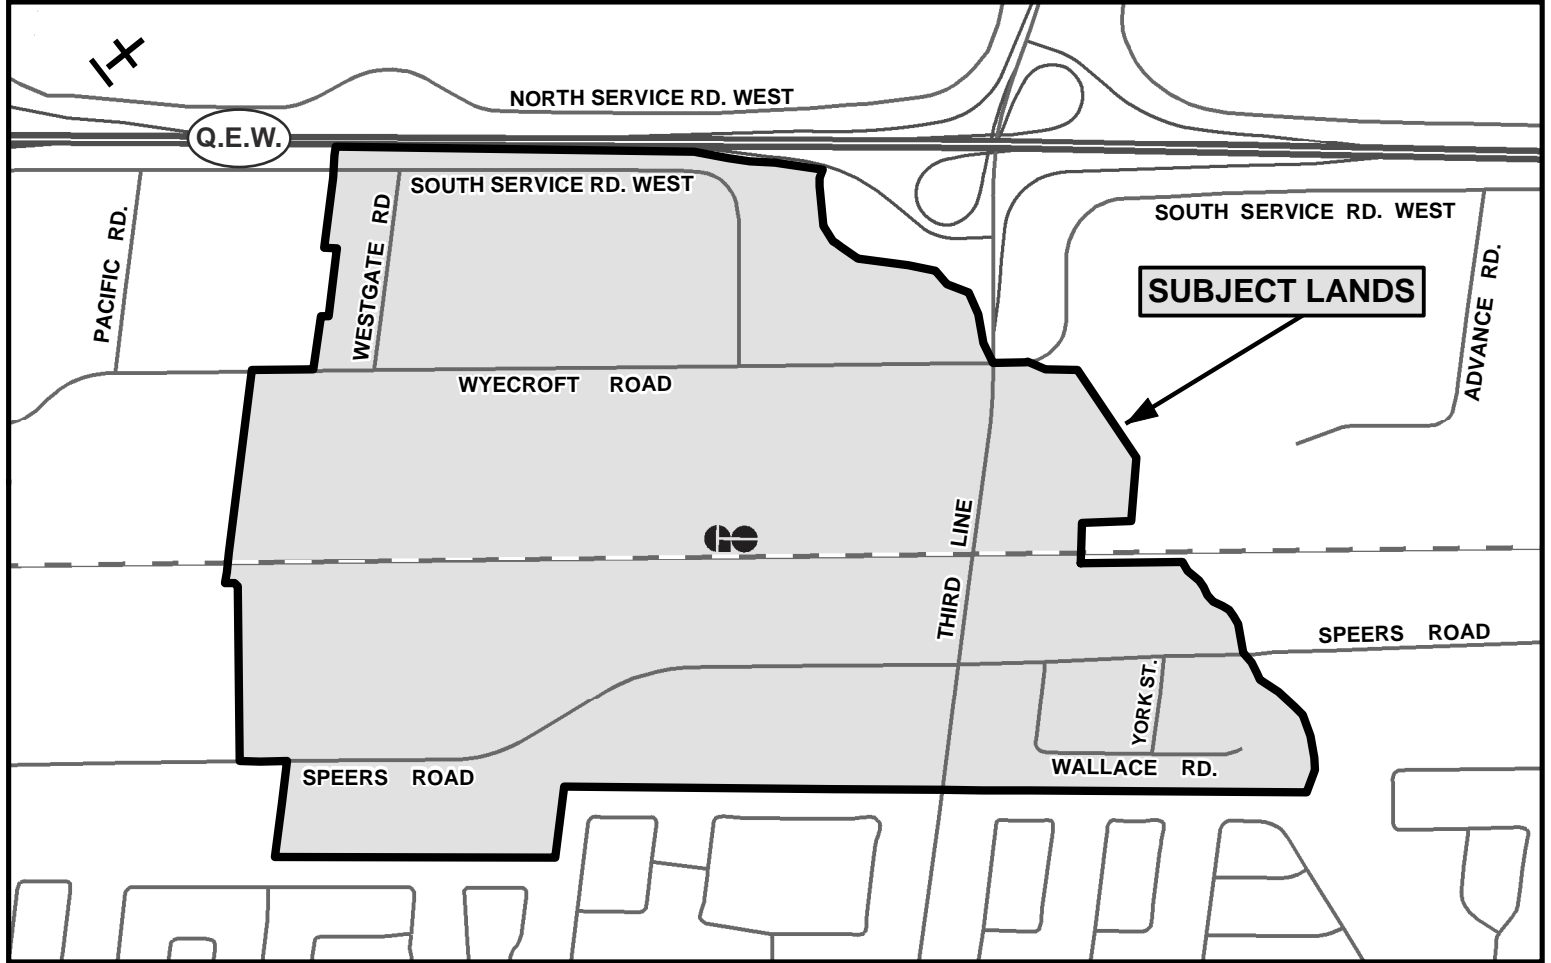 NORTH SERVICE RD. WEST
Q.E.W.
SOUTH SERVICE RD. WEST
SOUTH SERVICE RD. WEST
PACIFIC RD.
WESTGATE RD
ADVANCE RD.
SUBJECT LANDS
WYECROFT ROAD
THIRD LINE
SPEERS ROAD
YORK ST.
WALLACE RD.
SPEERS ROAD